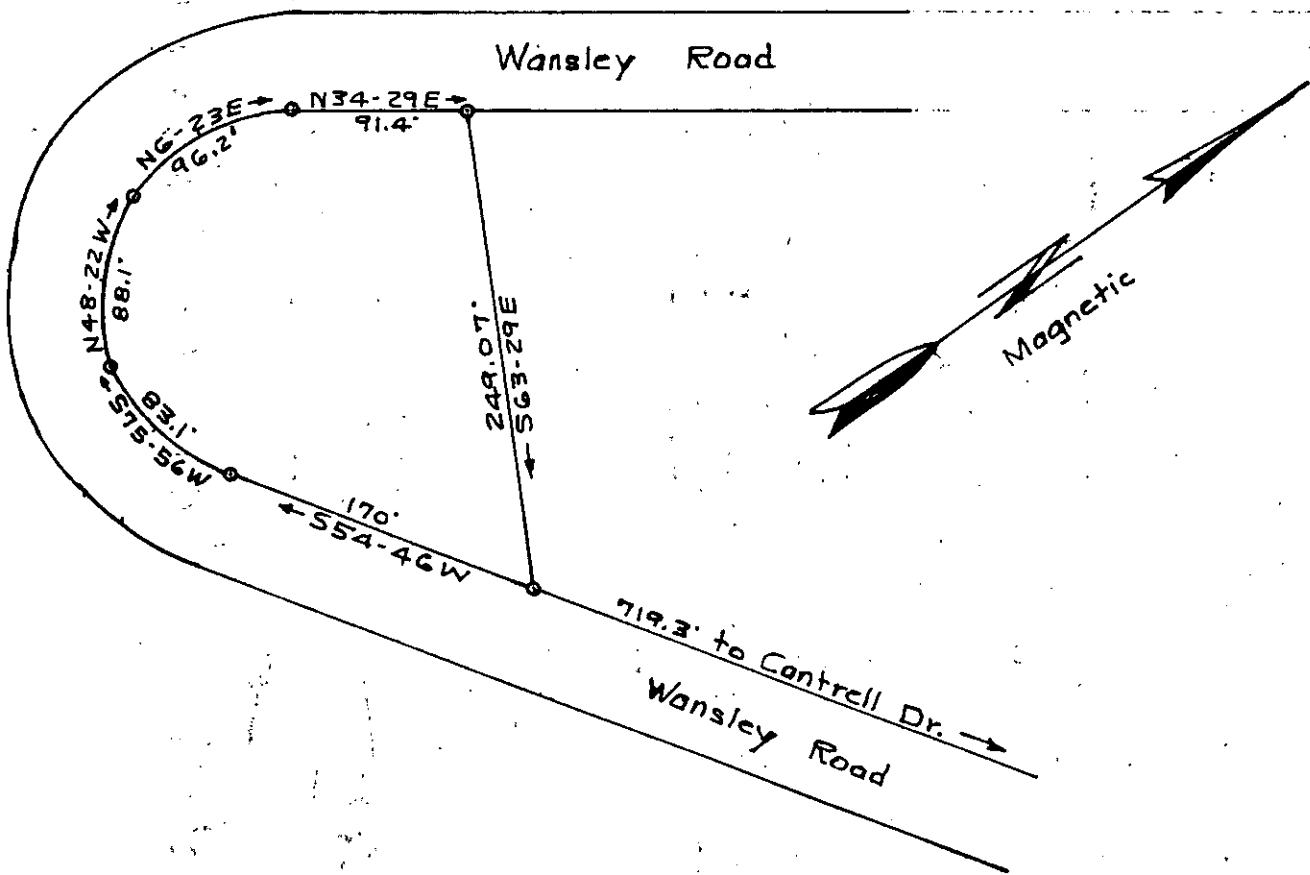 Wansley Road
N34-29E
91.4'
N6-23E
96.2'
N48-22W
88.1'
249.07'
S63-29E
Magnetic
83.1'
S75-56W
170'
S54-46W
719.3' to Cantrell Dr.
Wansley Road